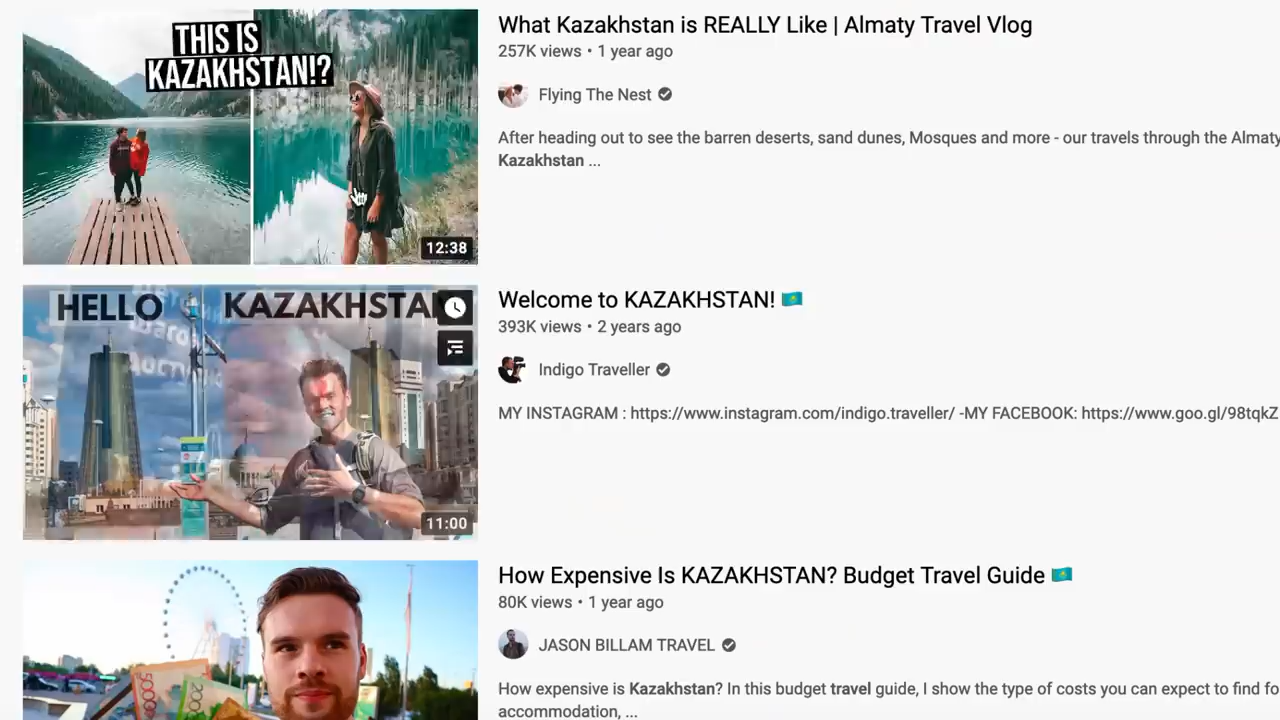 THIS IS
KAZAKHSTAN!?
12:38
What Kazakhstan is REALLY Like | Almaty Travel Vlog
257K views • 1 year ago
Flying The Nest
After heading out to see the barren deserts, sand dunes, Mosques and more - our travels through the Almaty
Kazakhstan ...
HELLO KAZAKHSTAN
11:00
Welcome to KAZAKHSTAN! 🇰🇿
393K views • 2 years ago
Indigo Traveller
MY INSTAGRAM : https://www.instagram.com/indigo.traveller/ -MY FACEBOOK: https://www.goo.gl/98tqkZ
How Expensive Is KAZAKHSTAN? Budget Travel Guide 🇰🇿
80K views • 1 year ago
JASON BILLAM TRAVEL
How expensive is Kazakhstan? In this budget travel guide, I show the type of costs you can expect to find fo
accommodation, ...